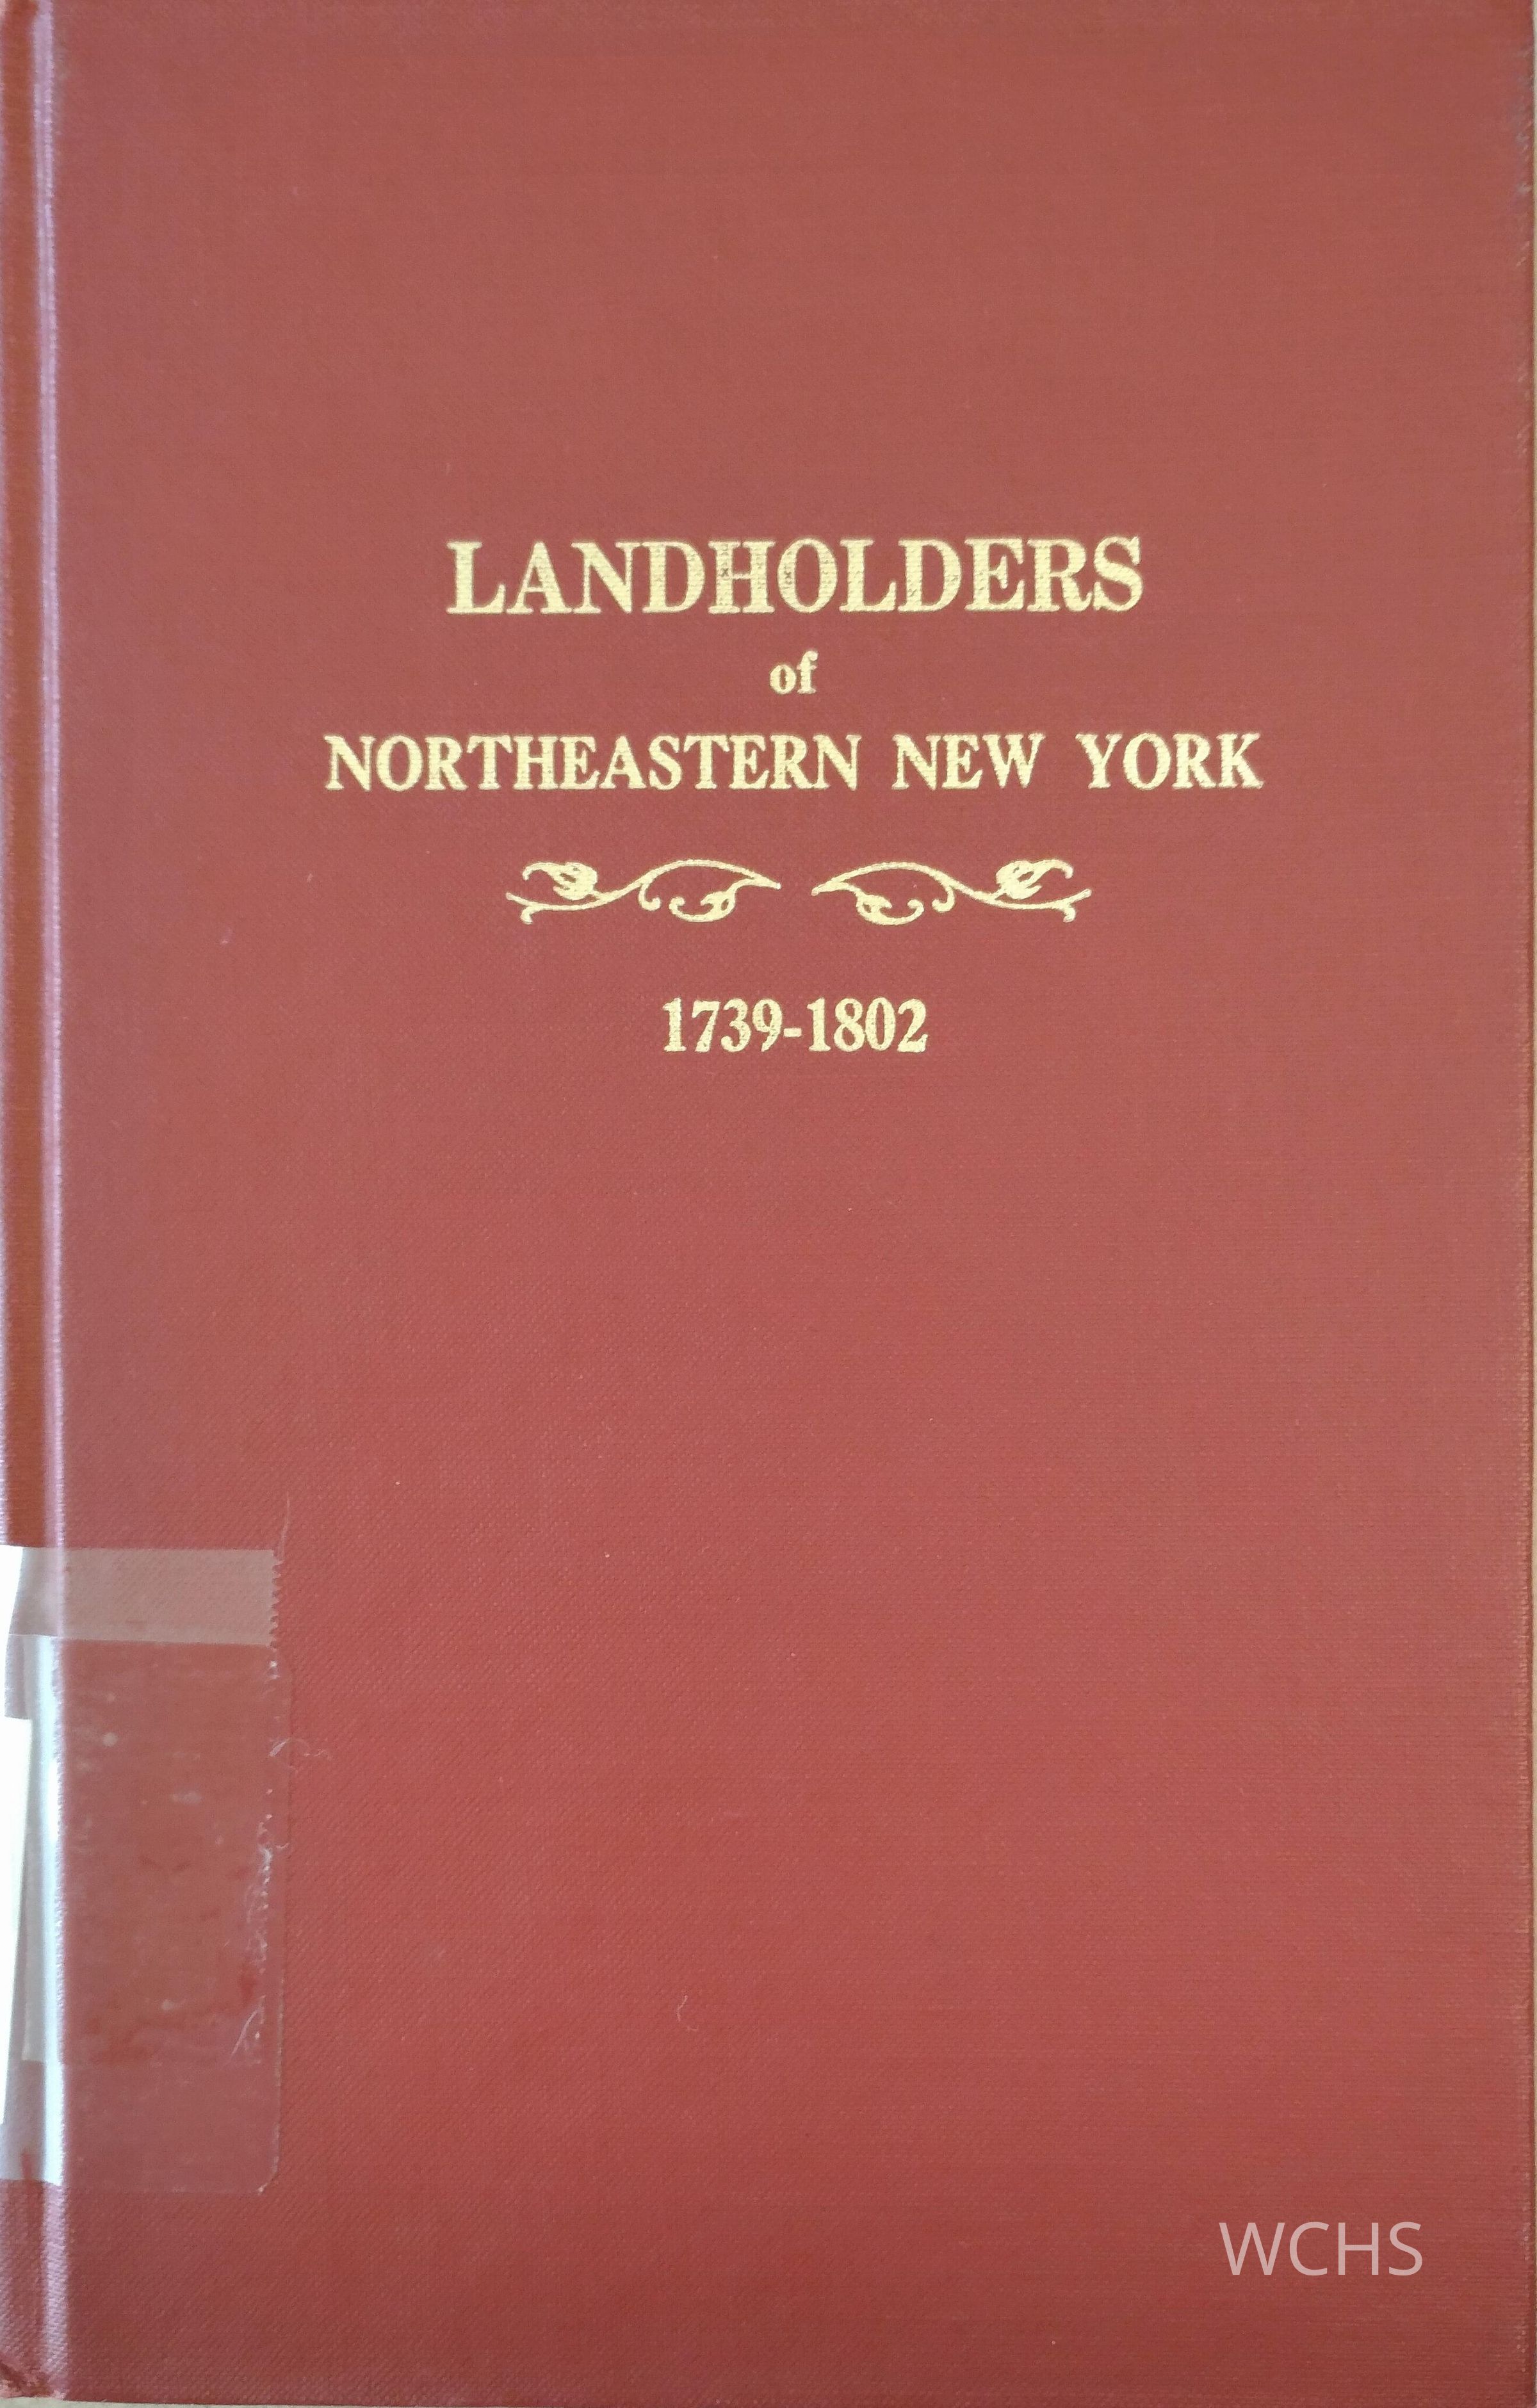 LANDHOLDERS
of
NORTHEASTERN NEW YORK
1739-1802
WCHS